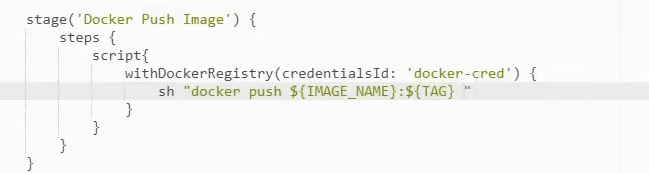 stage('Docker Push Image') {
steps {
script{
withDockerRegistry(credentialsId: 'docker-cred') {
sh "docker push ${IMAGE_NAME}:${TAG} "
}
}
}
}